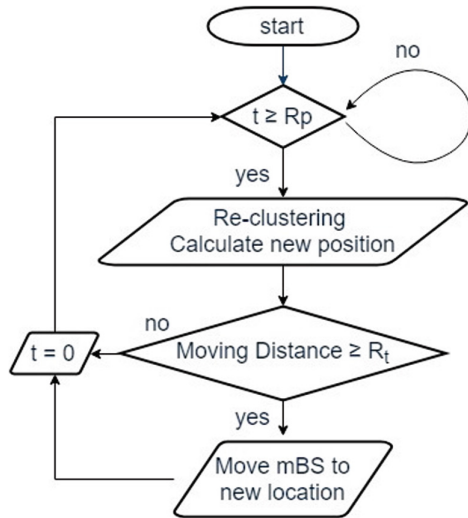 start
no
t ≥ Rp
yes
Re-clustering
Calculate new position
no
t = 0
Moving Distance ≥ Rt
yes
Move mBS to
new location